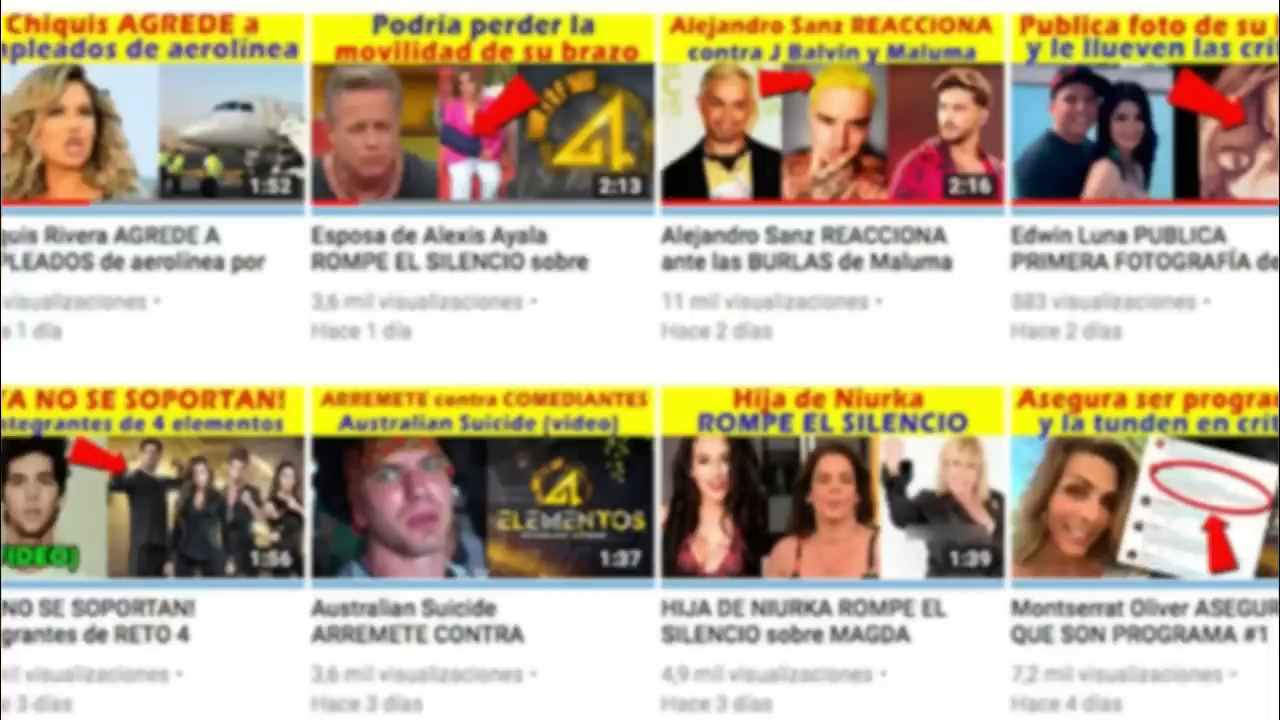 Chiquis AGREDE a
pleados de aerolínea
1:52
uis Rivera AGREDE A
PLEADOS de aerolínea por
visualizaciones •
1 día
Podría perder la
movilidad de su brazo
4
2:13
Esposa de Alexis Ayala
ROMPE EL SILENCIO sobre
3,6 mil visualizaciones •
Hace 1 día
Alejandro Sanz REACCIONA
contra J Balvin y Maluma
2:16
Alejandro Sanz REACCIONA
ante las BURLAS de Maluma
11 mil visualizaciones •
Hace 2 días
Publica foto de su
y le llueven las crít
Edwin Luna PUBLICA
PRIMERA FOTOGRAFÍA de
583 visualizaciones •
Hace 2 días
YA NO SE SOPORTAN!
ntegrantes de 4 elementos
VIDEO)
1:56
NO SE SOPORTAN!
grantes de RETO 4
visualizaciones •
3 días
ARREMETE contra COMEDIANTES
Australian Suicide (video)
4
ELEMENTOS
1:37
Australian Suicide
ARREMETE CONTRA
3,6 mil visualizaciones •
Hace 3 días
Hija de Niurka
ROMPE EL SILENCIO
1:39
HIJA DE NIURKA ROMPE EL
SILENCIO sobre MAGDA
4,9 mil visualizaciones •
Hace 3 días
Asegura ser progra
y la tunden en crít
Montserrat Oliver ASEGUR
QUE SON PROGRAMA #1
7,2 mil visualizaciones •
Hace 4 días